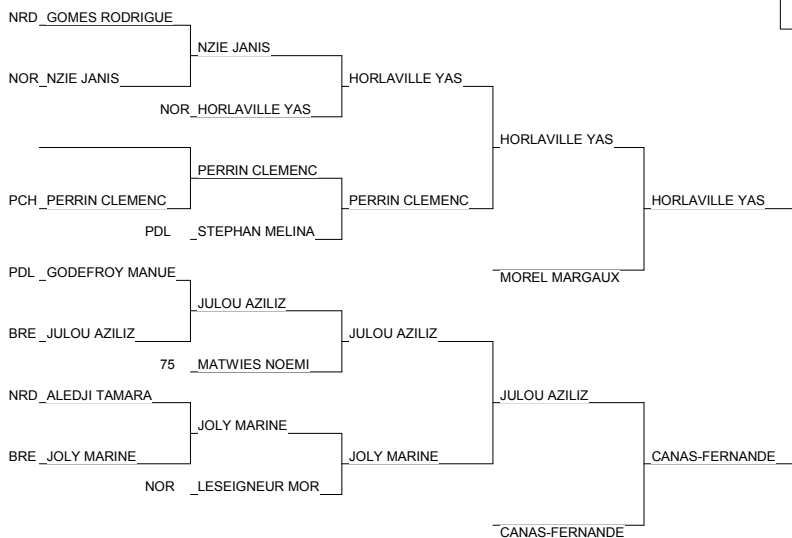 NRD GOMES RODRIGUE
NZIE JANIS
NOR NZIE JANIS
HORLAVILLE YAS
NOR HORLAVILLE YAS
HORLAVILLE YAS
PERRIN CLEMENC
PCH PERRIN CLEMENC
PERRIN CLEMENC
HORLAVILLE YAS
PDL STEPHAN MELINA
PDL GODEFROY MANUE
MOREL MARGAUX
JULOU AZILIZ
BRE JULOU AZILIZ
JULOU AZILIZ
75 MATWIES NOEMI
NRD ALEDJI TAMARA
JULOU AZILIZ
JOLY MARINE
BRE JOLY MARINE
JOLY MARINE
CANAS-FERNANDE
NOR LESEIGNEUR MOR
CANAS-FERNANDE